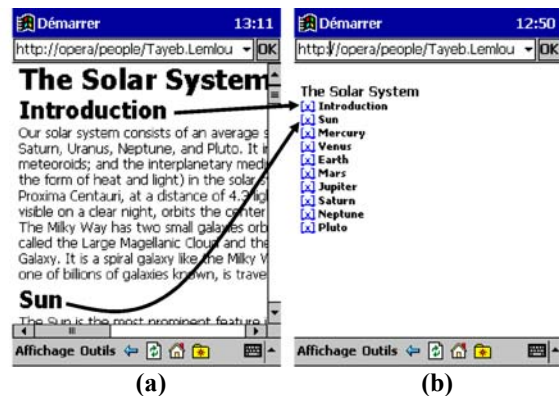 Démarrer 13:11
http://opera/people/Tayeb.Lemlou OK
The Solar System
Introduction
Our solar system consists of an average s
Saturn, Uranus, Neptune, and Pluto. It i
meteoroids; and the interplanetary medi
the form of heat and light) in the solar s
Proxima Centauri, at a distance of 4.3 lig
visible on a clear night, orbits the center
The Milky Way has two small galaxies orb
called the Large Magellanic Cloud and the
Galaxy. It is a spiral galaxy like the Milky W
one of billions of galaxies known, is trave
Sun
The Sun is the most prominent feature i
Affichage Outils
(a)
Démarrer 12:50
http://opera/people/Tayeb.Lemlou OK
The Solar System
[x] Introduction
[x] Sun
[x] Mercury
[x] Venus
[x] Earth
[x] Mars
[x] Jupiter
[x] Saturn
[x] Neptune
[x] Pluto
Affichage Outils
(b)